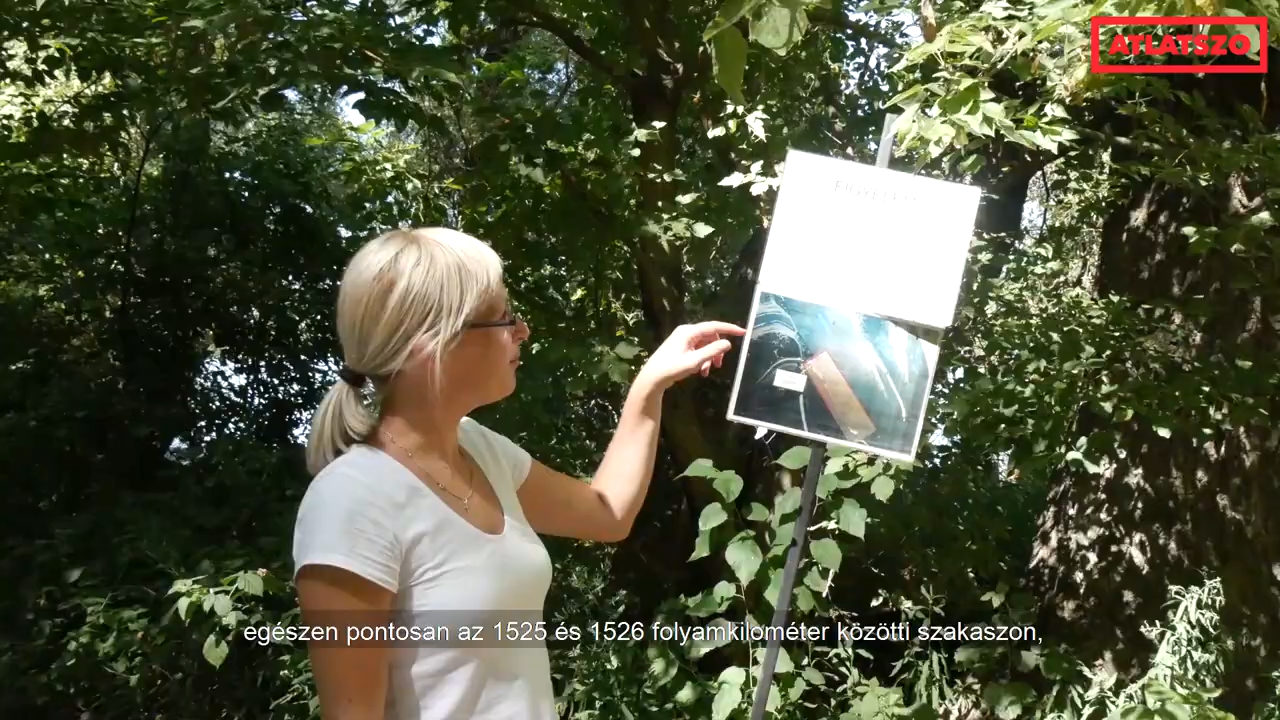 ATLATSZO
egészen pontosan az 1525 és 1526 folyamkilométer közötti szakaszon,